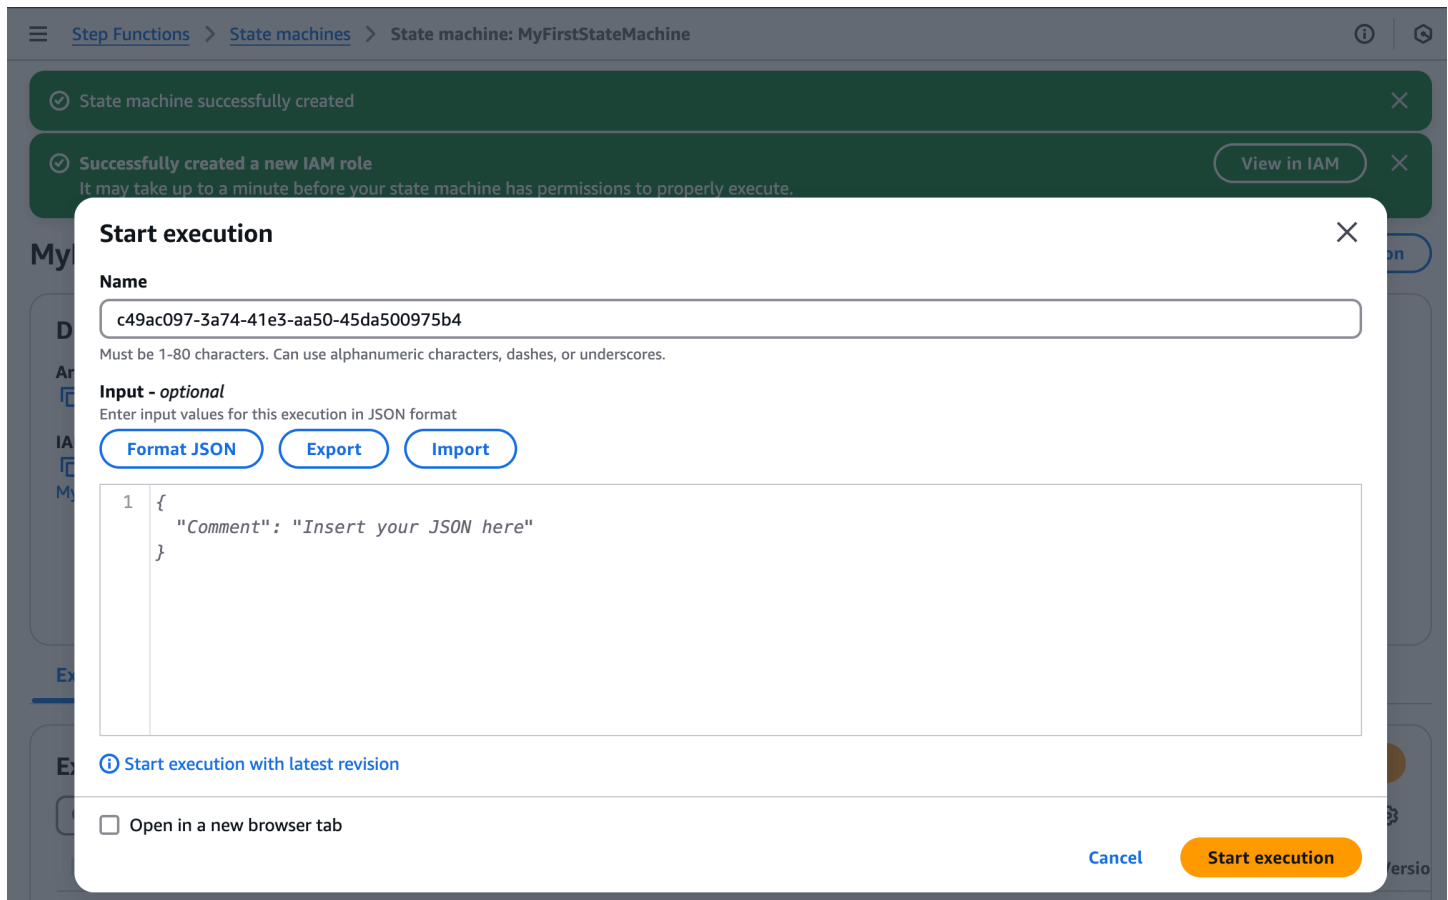 Step Functions > State machines > State machine: MyFirstStateMachine
State machine successfully created
Successfully created a new IAM role
It may take up to a minute before your state machine has permissions to properly execute.
View in IAM
Start execution
Name
c49ac097-3a74-41e3-aa50-45da500975b4
Must be 1-80 characters. Can use alphanumeric characters, dashes, or underscores.
Input - optional
Enter input values for this execution in JSON format
Format JSON Export Import
1 {
"Comment": "Insert your JSON here"
}
Start execution with latest revision
Open in a new browser tab
Cancel Start execution